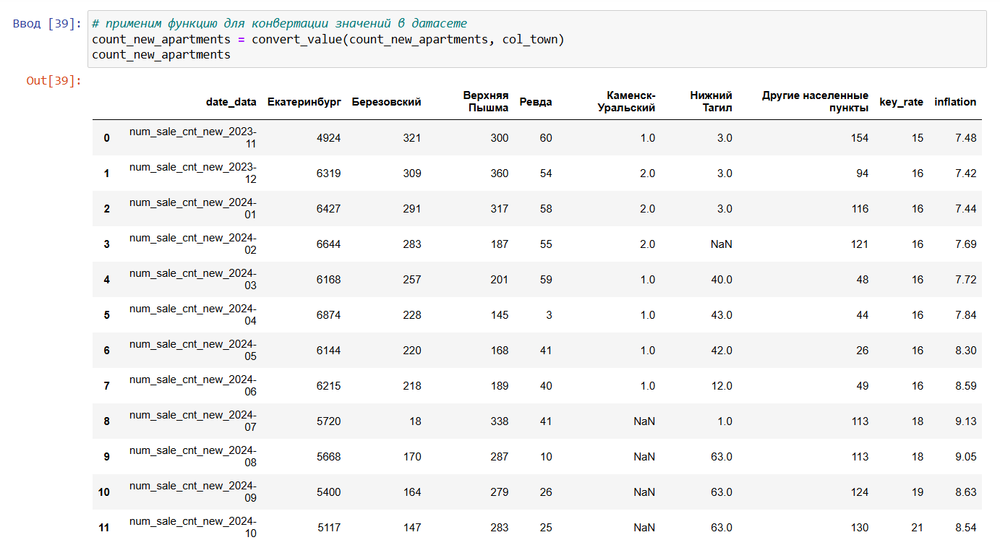 Ввод [39]: # применим функцию для конвертации значений в датасете
count_new_apartments = convert_value(count_new_apartments, col_town)
count_new_apartments
Out[39]:
date_data Екатеринбург Березовский Верхняя Пышма Ревда Каменск-Уральский Нижний Тагил Другие населенные пункты key_rate inflation
0 num_sale_cnt_new_2023-11 4924 321 300 60 1.0 3.0 154 15 7.48
1 num_sale_cnt_new_2023-12 6319 309 360 54 2.0 3.0 94 16 7.42
2 num_sale_cnt_new_2024-01 6427 291 317 58 2.0 3.0 116 16 7.44
3 num_sale_cnt_new_2024-02 6644 283 187 55 2.0 NaN 121 16 7.69
4 num_sale_cnt_new_2024-03 6168 257 201 59 1.0 40.0 48 16 7.72
5 num_sale_cnt_new_2024-04 6874 228 145 3 1.0 43.0 44 16 7.84
6 num_sale_cnt_new_2024-05 6144 220 168 41 1.0 42.0 26 16 8.30
7 num_sale_cnt_new_2024-06 6215 218 189 40 1.0 12.0 49 16 8.59
8 num_sale_cnt_new_2024-07 5720 18 338 41 NaN 1.0 113 18 9.13
9 num_sale_cnt_new_2024-08 5668 170 287 10 NaN 63.0 113 18 9.05
10 num_sale_cnt_new_2024-09 5400 164 279 26 NaN 63.0 124 19 8.63
11 num_sale_cnt_new_2024-10 5117 147 283 25 NaN 63.0 130 21 8.54